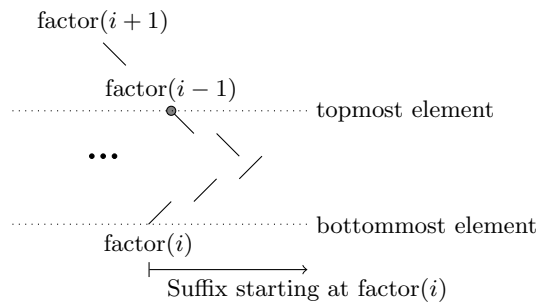 factor(i + 1)
factor(i − 1)
topmost element
...
bottommost element
factor(i)
Suffix starting at factor(i)